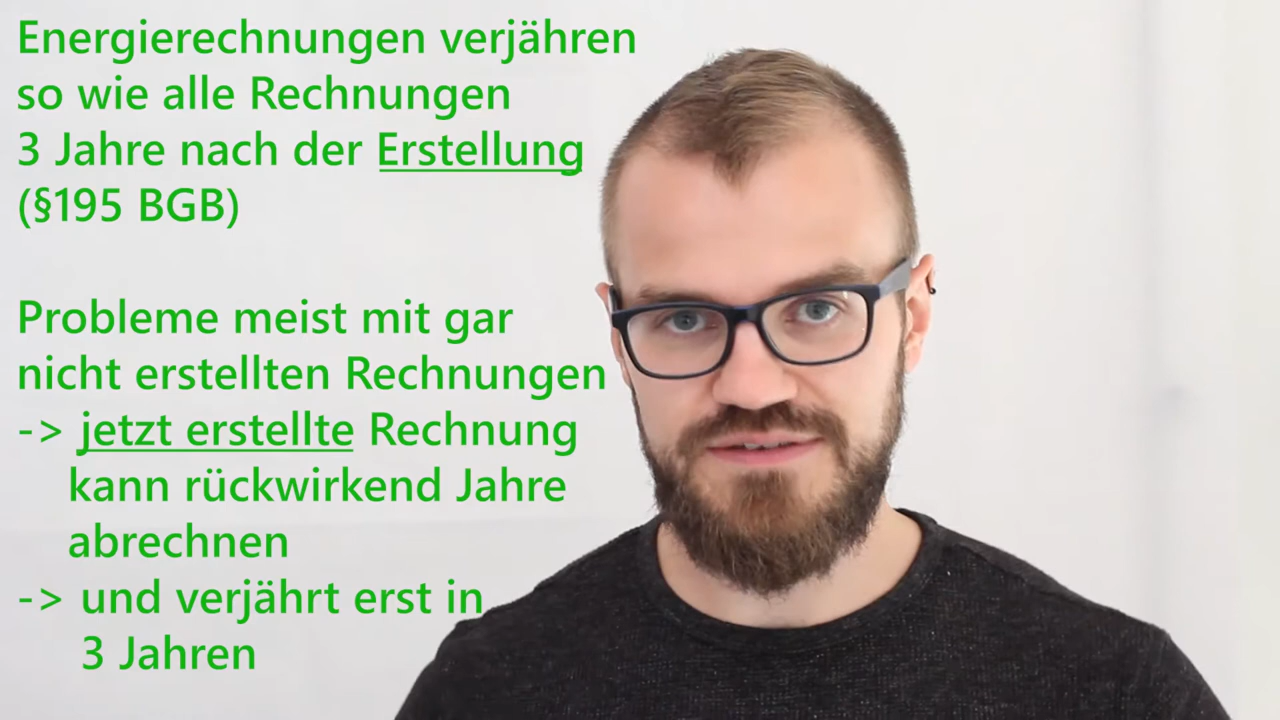 Energierechnungen verjähren
so wie alle Rechnungen
3 Jahre nach der Erstellung
(§195 BGB)
Probleme meist mit gar
nicht erstellten Rechnungen
-> jetzt erstellte Rechnung
kann rückwirkend Jahre
abrechnen
-> und verjährt erst in
3 Jahren